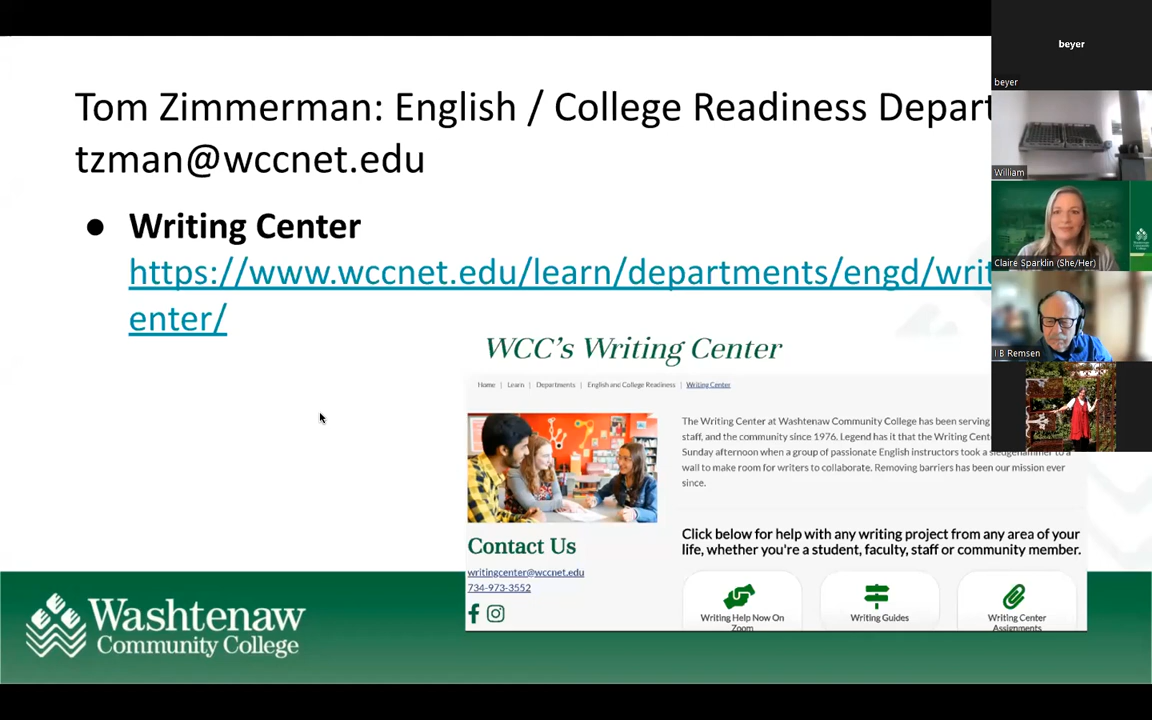 Tom Zimmerman: English / College Readiness Depart
tzman@wccnet.edu
● Writing Center
https://www.wccnet.edu/learn/departments/engd/writ
enter/
WCC's Writing Center
Home | Learn | Departments | English and College Readiness | Writing Center
The Writing Center at Washtenaw Community College has been serving
staff, and the community since 1976. Legend has it that the Writing Cent
Sunday afternoon when a group of passionate English instructors took a sledgehammer to a
wall to make room for writers to collaborate. Removing barriers has been our mission ever
since.
Click below for help with any writing project from any area of your
life, whether you're a student, faculty, staff or community member.
Contact Us
writingcenter@wccnet.edu
734-973-3552
Writing Help Now On
Zoom
Writing Guides
Writing Center
Assignments
Washtenaw
Community College
beyer
beyer
William
Claire Sparklin (She/Her)
I B Remsen